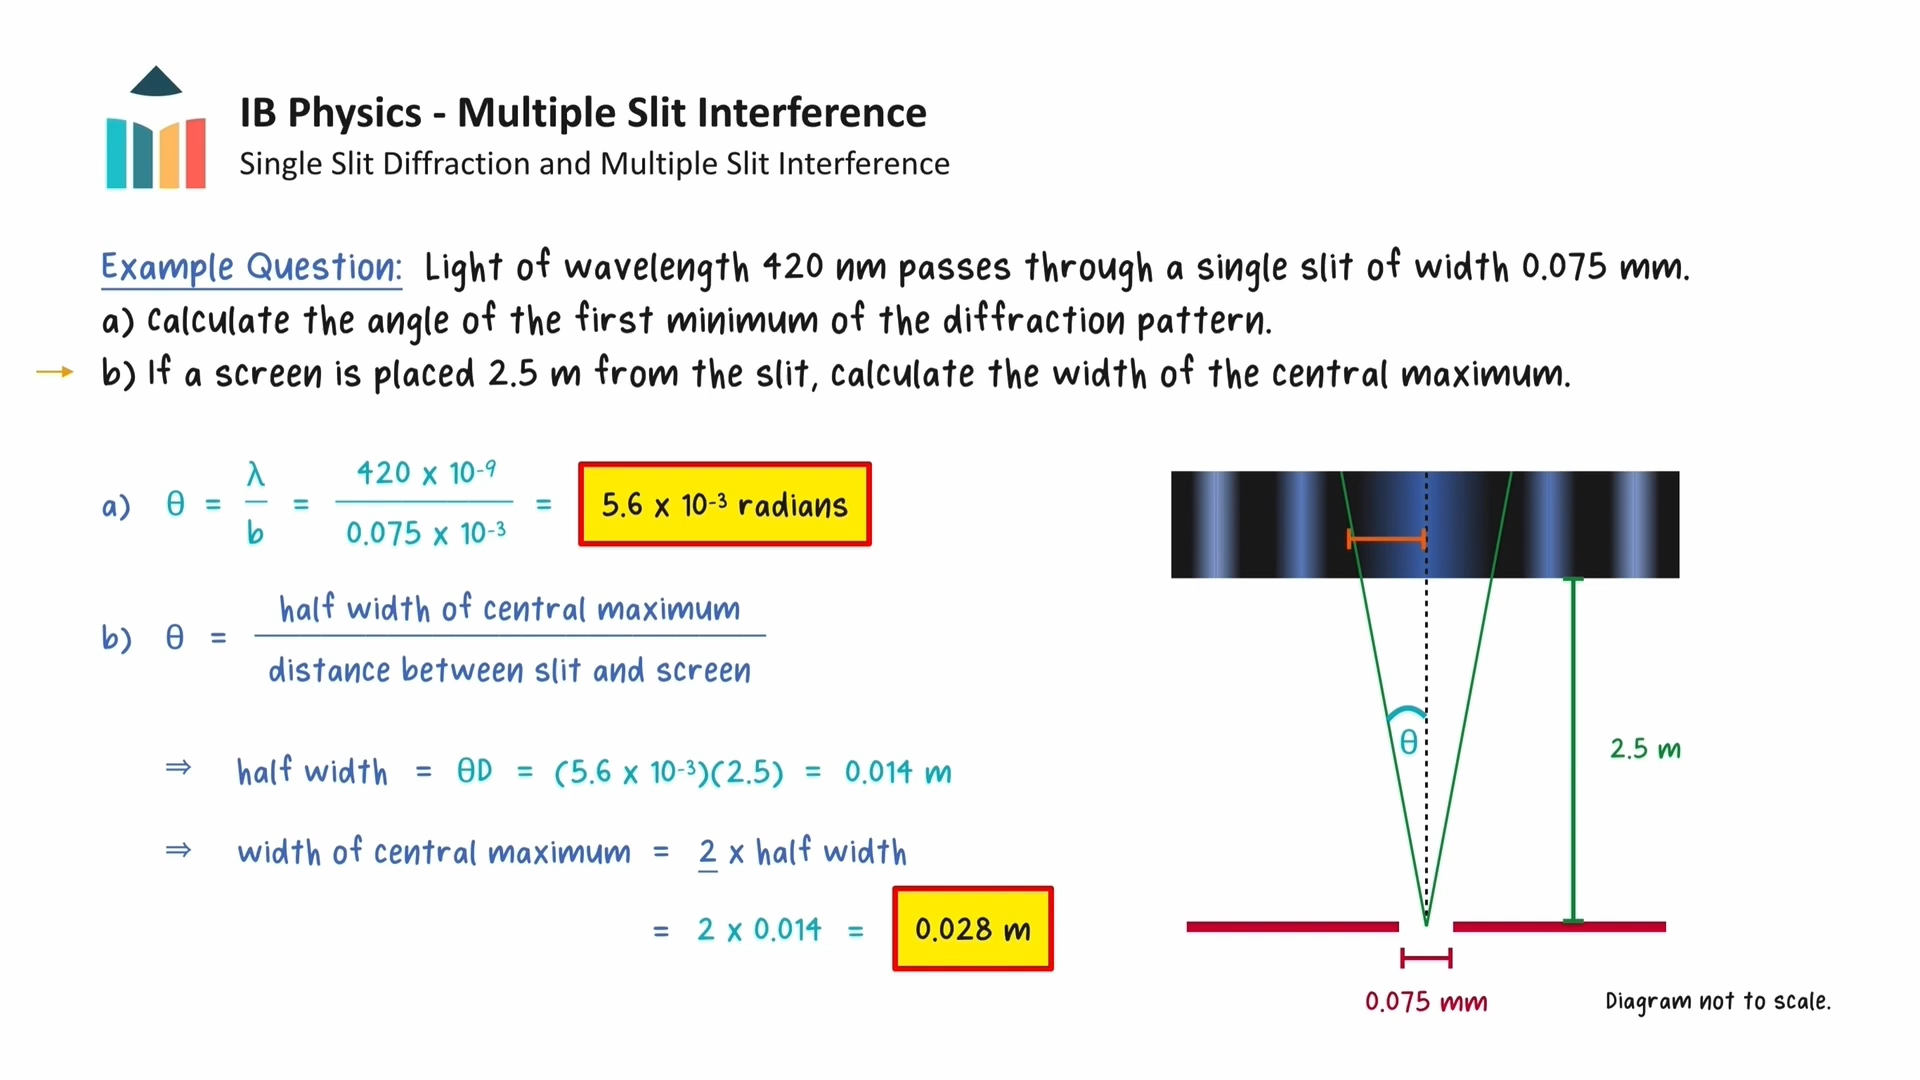 IB Physics - Multiple Slit Interference
Single Slit Diffraction and Multiple Slit Interference
Example Question: Light of wavelength 420 nm passes through a single slit of width 0.075 mm.
a) Calculate the angle of the first minimum of the diffraction pattern.
→ b) If a screen is placed 2.5 m from the slit, calculate the width of the central maximum.
a) θ = λ / b = 420 x 10⁻⁹ / 0.075 x 10⁻³ = 5.6 x 10⁻³ radians
b) θ = half width of central maximum / distance between slit and screen
⇒ half width = θD = (5.6 x 10⁻³)(2.5) = 0.014 m
⇒ width of central maximum = 2 x half width
= 2 x 0.014 = 0.028 m
θ
2.5 m
0.075 mm
Diagram not to scale.